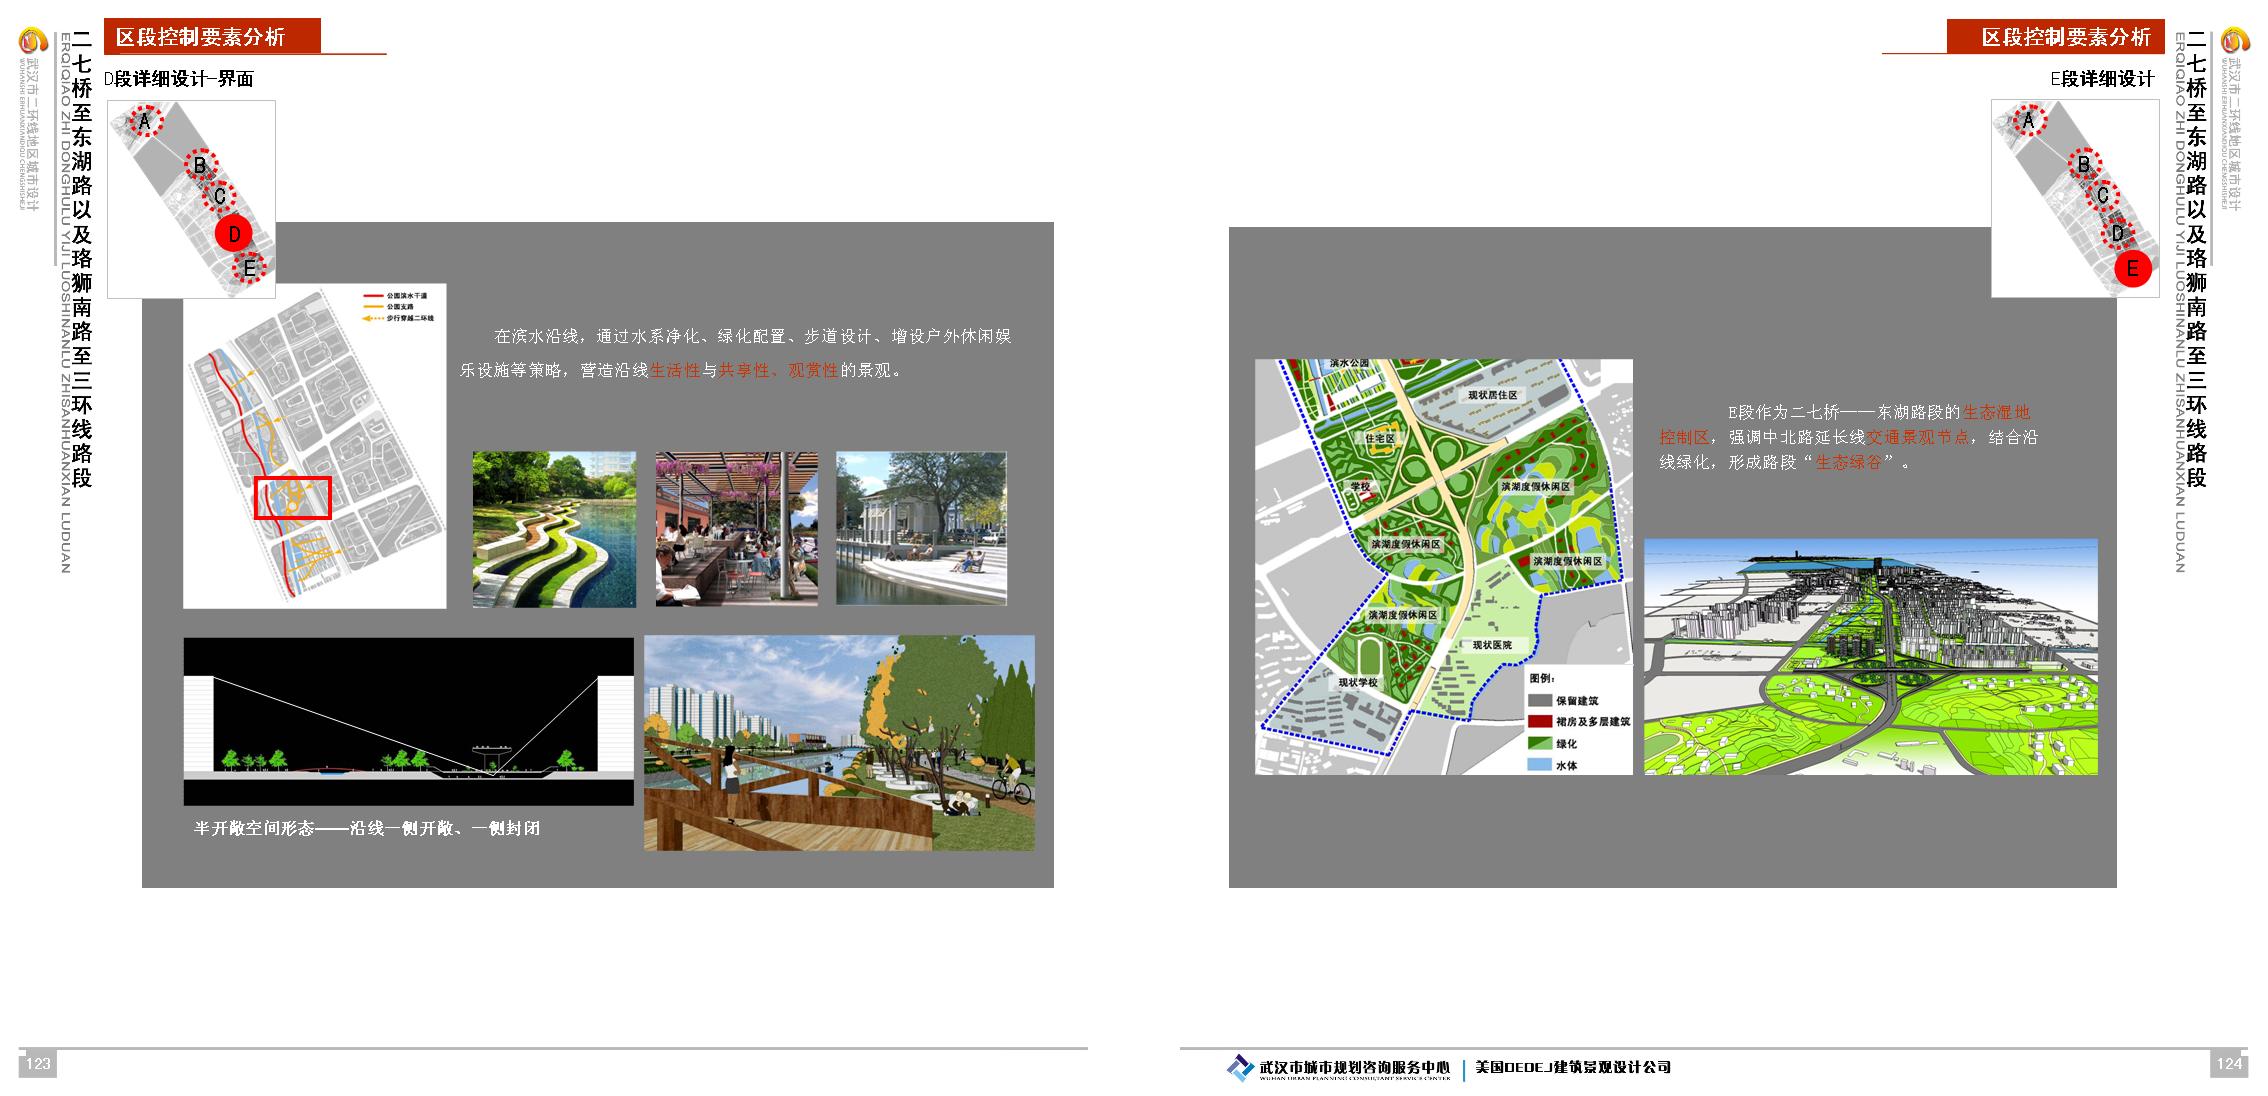 区段控制要素分析
D段详细设计-界面
二七桥至东湖路以及珞狮南路至三环线路段
ERQIQIAO ZHI DONGHULU YIJI LUOSHINANLU ZHISANHUANXIAN LUDUAN
武汉市二环线地区城市设计
WUHANSHI ERHUANXIANDIQU CHENGSHISHEJI
A
B
C
D
E
公园滨水干道
公园支路
步行穿越二环线
在滨水沿线，通过水系净化、绿化配置、步道设计、增设户外休闲娱
乐设施等策略，营造沿线生活性与共享性、观赏性的景观。
半开敞空间形态——沿线一侧开敞、一侧封闭
123
区段控制要素分析
E段详细设计
二七桥至东湖路以及珞狮南路至三环线路段
ERQIQIAO ZHI DONGHULU YIJI LUOSHINANLU ZHISANHUANXIAN LUDUAN
武汉市二环线地区城市设计
WUHANSHI ERHUANXIANDIQU CHENGSHISHEJI
A
B
C
D
E
滨水公园
现状居住区
住宅区
学校
滨湖度假休闲区
滨湖度假休闲区
滨湖度假休闲区
滨湖度假休闲区
现状医院
现状学校
图例：
保留建筑
裙房及多层建筑
绿化
水体
E段作为二七桥——东湖路段的生态湿地
控制区，强调中北路延长线交通景观节点，结合沿
线绿化，形成路段“生态绿谷”。
武汉市城市规划咨询服务中心
WUHAN URBAN PLANNING CONSULTANT SERVICE CENTER
美国DEDEJ建筑景观设计公司
124